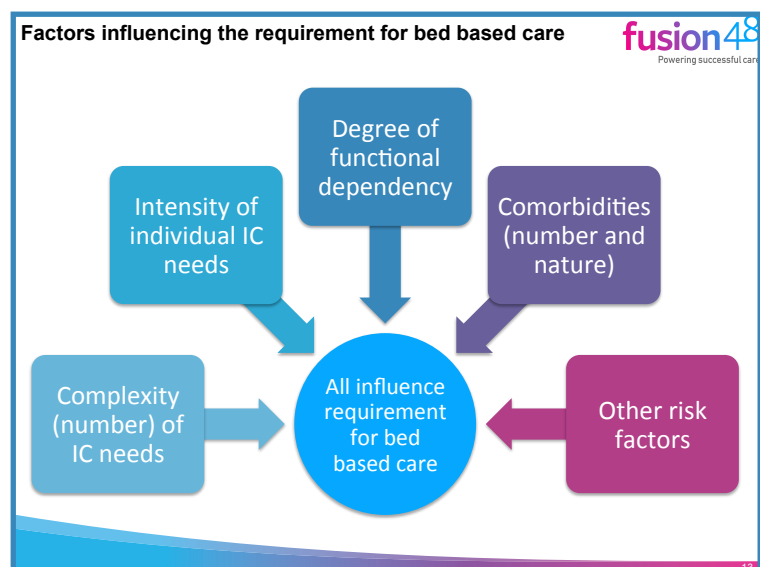 Factors influencing the requirement for bed based care
fusion48
Powering successful care
Degree of
functional
dependency
Intensity of
individual IC
needs
Comorbidities
(number and
nature)
Complexity
(number) of
IC needs
All influence
requirement
for bed
based care
Other risk
factors
13